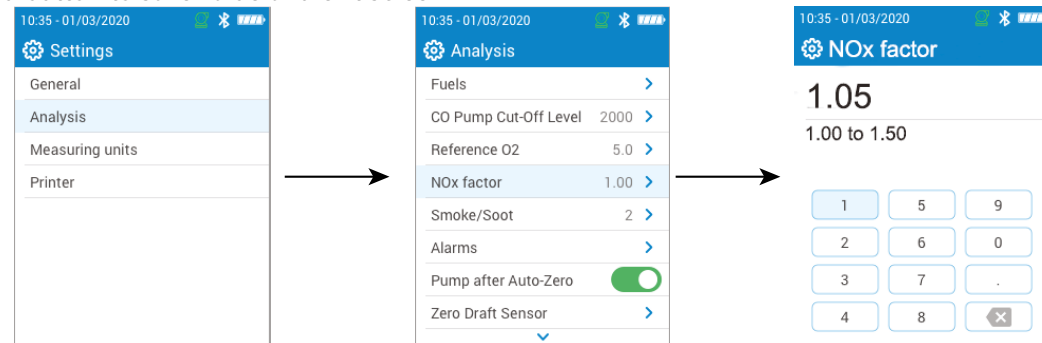 10:35 - 01/03/2020
Settings
General
Analysis
Measuring units
Printer
10:35 - 01/03/2020
Analysis
Fuels
CO Pump Cut-Off Level 2000
Reference O2 5.0
NOx factor 1.00
Smoke/Soot 2
Alarms
Pump after Auto-Zero
Zero Draft Sensor
10:35 - 01/03/2020
NOx factor
1.05
1.00 to 1.50
1 5 9
2 6 0
3 7 .
4 8